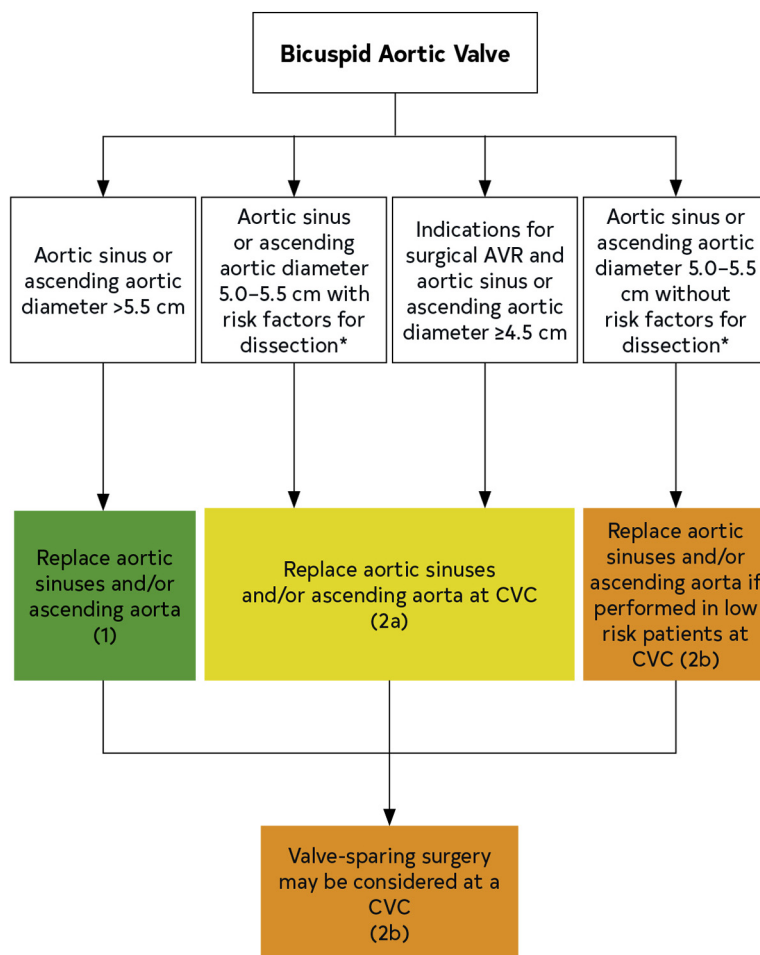 Bicuspid Aortic Valve
Aortic sinus or
ascending aortic
diameter >5.5 cm
Aortic sinus
or ascending
aortic diameter
5.0–5.5 cm with
risk factors for
dissection*
Indications for
surgical AVR and
aortic sinus or
ascending aortic
diameter ≥4.5 cm
Aortic sinus or
ascending aortic
diameter 5.0–5.5
cm without
risk factors for
dissection*
Replace aortic
sinuses and/or
ascending aorta
(1)
Replace aortic sinuses
and/or ascending aorta at CVC
(2a)
Replace aortic
sinuses and/or
ascending aorta if
performed in low
risk patients at
CVC (2b)
Valve-sparing surgery
may be considered at a
CVC
(2b)